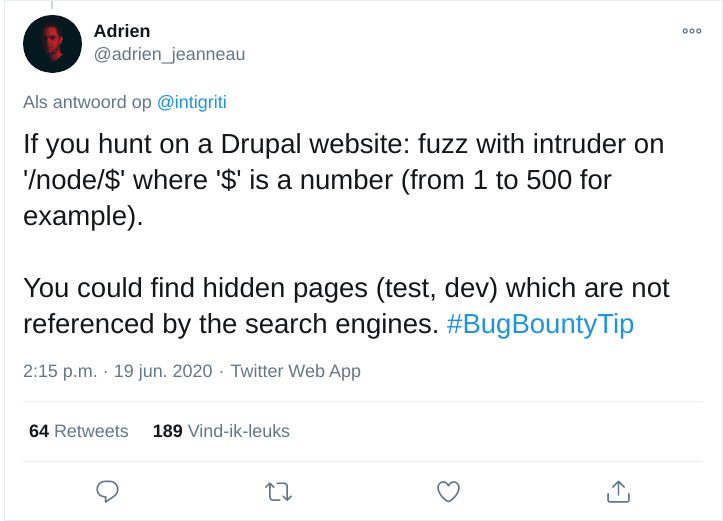 Adrien
@adrien_jeanneau
Als antwoord op @intigriti
If you hunt on a Drupal website: fuzz with intruder on
'/node/$' where '$' is a number (from 1 to 500 for
example).
You could find hidden pages (test, dev) which are not
referenced by the search engines. #BugBountyTip
2:15 p.m. · 19 jun. 2020 · Twitter Web App
64 Retweets 189 Vind-ik-leuks